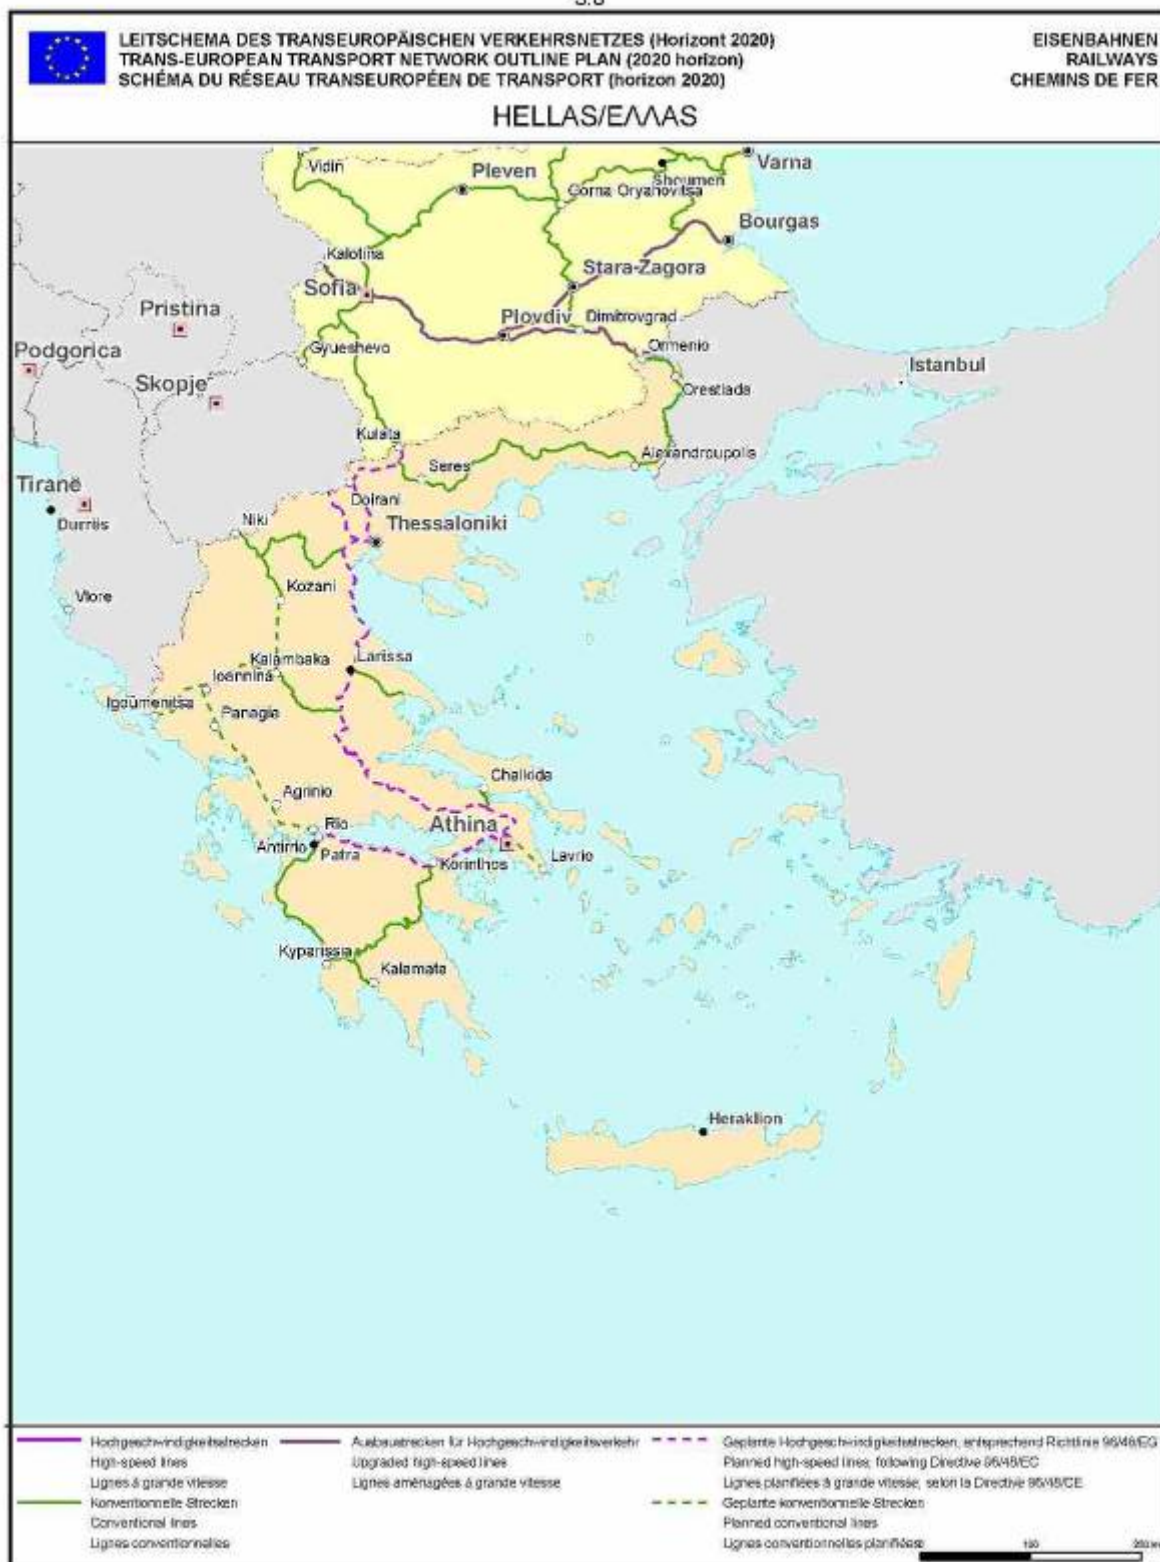 LEITSCHEMA DES TRANSEUROPÄISCHEN VERKEHRSNETZES (Horizont 2020)
TRANS-EUROPEAN TRANSPORT NETWORK OUTLINE PLAN (2020 horizon)
SCHÉMA DU RÉSEAU TRANSEUROPÉEN DE TRANSPORT (horizon 2020)
EISENBAHNEN
RAILWAYS
CHEMINS DE FER
HELLAS/ΕΛΛΑΣ
Vidin
Pleven
Varna
Shoumen
Gorna Oryahovitsa
Bourgas
Kalotina
Stara-Zagora
Sofia
Pristina
Plovdiv
Dimitrovgrad
Podgorica
Gyueshevo
Ormenio
Istanbul
Skopje
Orestiada
Kulata
Alexandroupolis
Seres
Tiranë
Doirani
Durrës
Niki
Thessaloniki
Kozani
Vlore
Kalambaka
Larissa
Ioannina
Igoumenitsa
Panagia
Chalkida
Agrinio
Rio
Athina
Antirrio
Patra
Korinthos
Lavrio
Kyparissia
Kalamata
Heraklion
Hochgeschwindigkeitsstrecken
High-speed lines
Lignes à grande vitesse
Konventionelle Strecken
Conventional lines
Lignes conventionnelles
Ausbaustrecken für Hochgeschwindigkeitsverkehr
Upgraded high-speed lines
Lignes aménagées à grande vitesse
Geplante Hochgeschwindigkeitsstrecken, entsprechend Richtlinie 96/48/EG
Planned high-speed lines, following Directive 96/48/EC
Lignes planifiées à grande vitesse, selon la Directive 96/48/CE
Geplante konventionelle Strecken
Planned conventional lines
Lignes conventionnelles planifiées